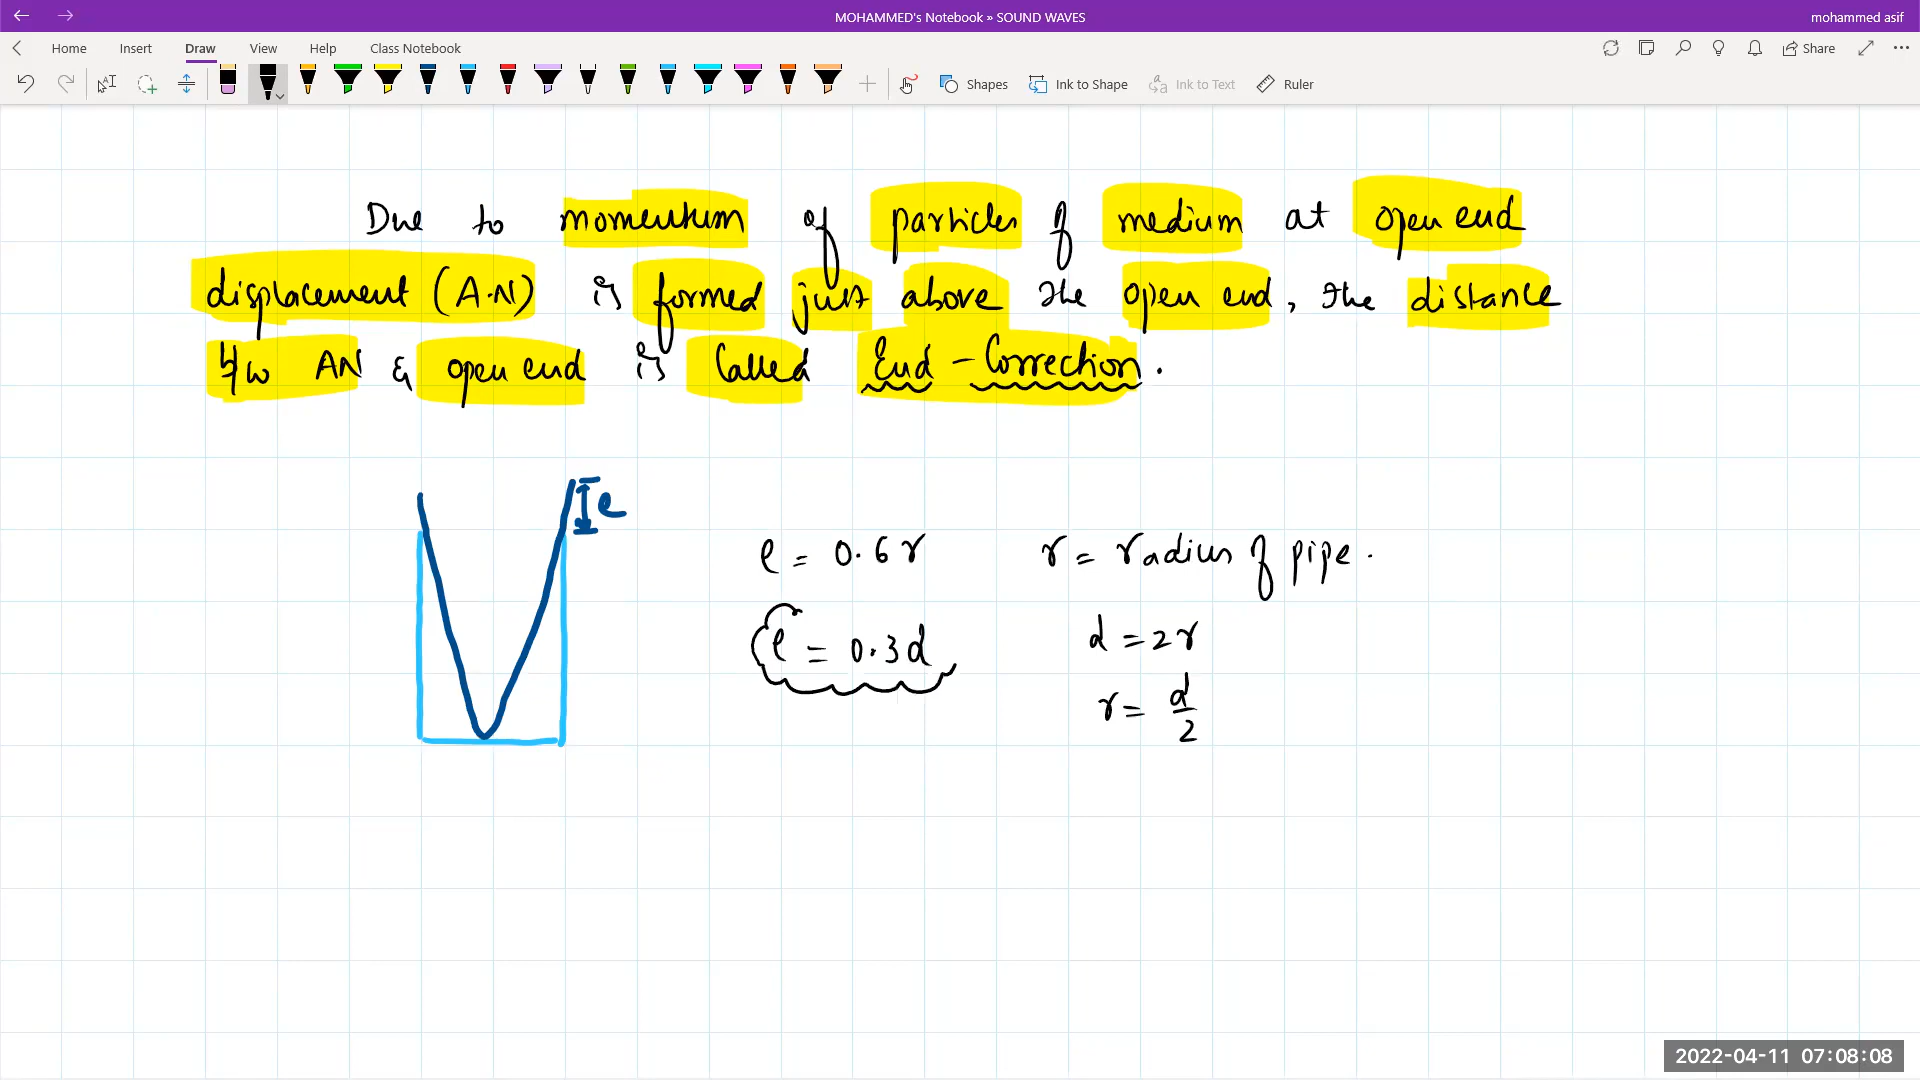 MOHAMMED's Notebook » SOUND WAVES
mohammed asif
Home Insert Draw View Help Class Notebook
Share
Shapes Ink to Shape Ink to Text Ruler
Due to momentum of particles of medium at open end
displacement (A.N) is formed just above the open end, the distance
b/w AN & open end is called End - Correction.
e
e = 0.6 r r = radius of pipe.
e = 0.3d d = 2r
r = d/2
2022-04-11 07:08:08